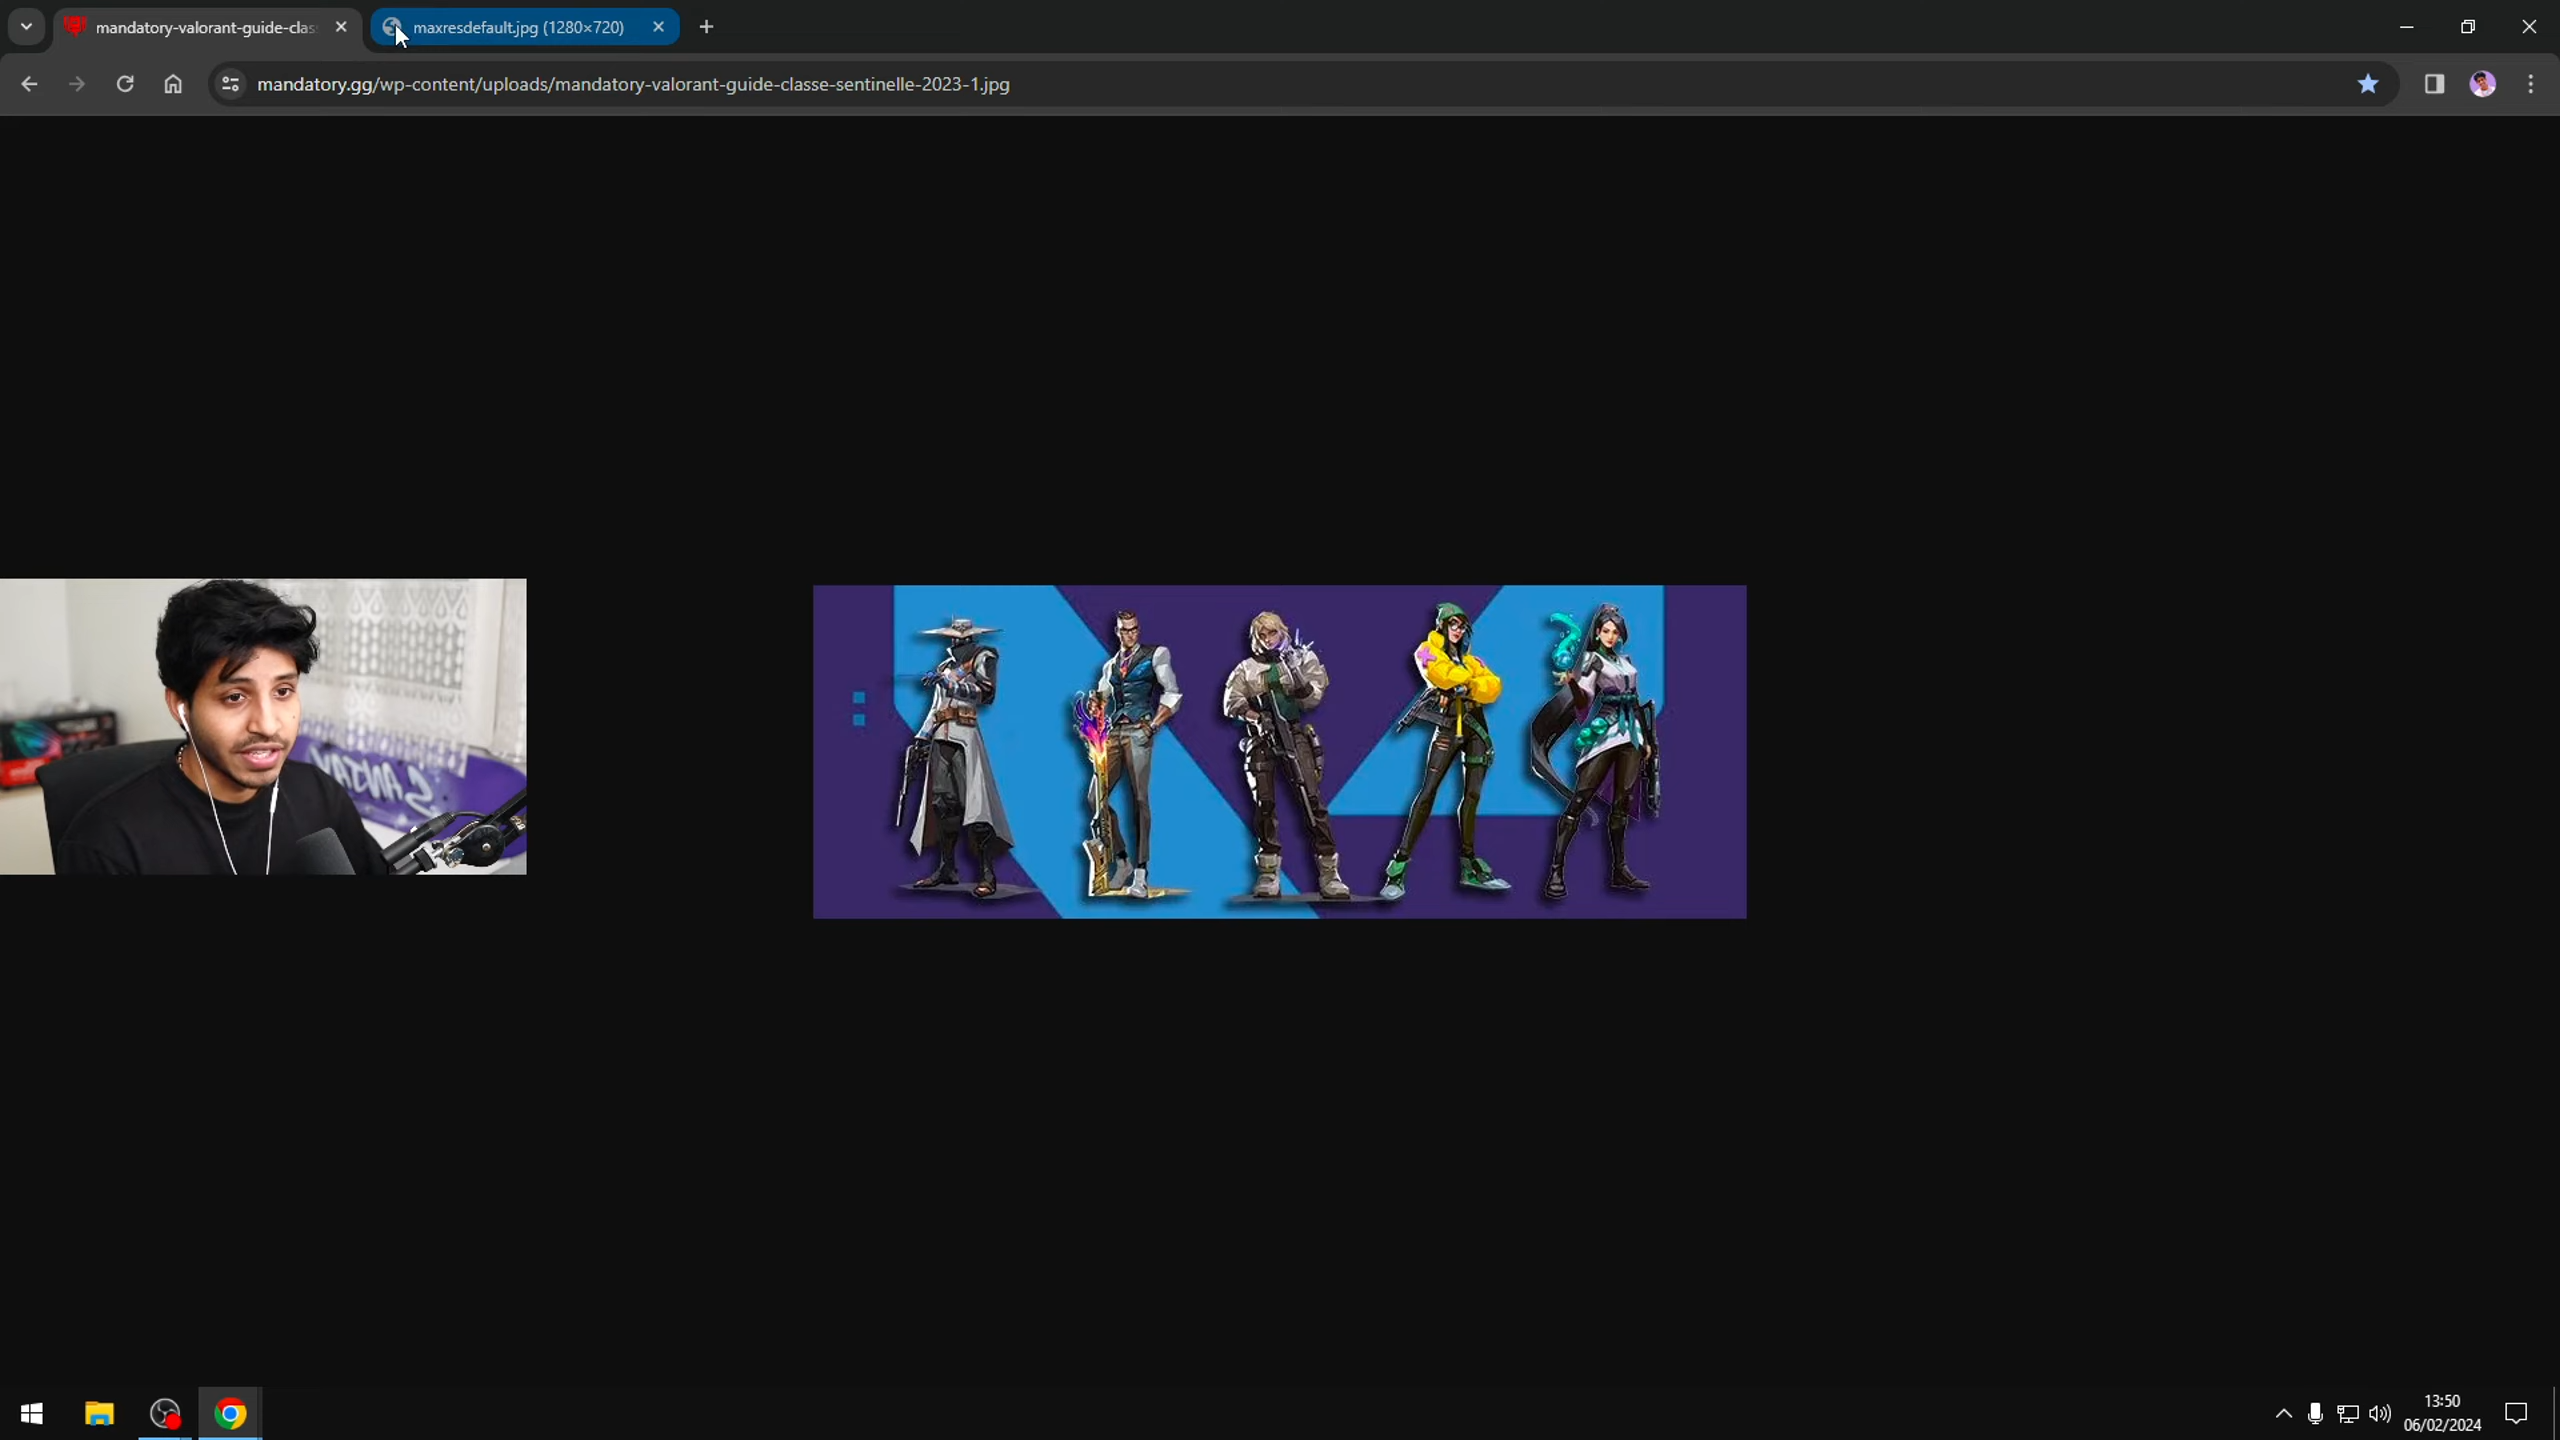 mandatory-valorant-guide-clas
maxresdefault.jpg (1280×720)
mandatory.gg/wp-content/uploads/mandatory-valorant-guide-classe-sentinelle-2023-1.jpg
SANJAY
13:50
06/02/2024